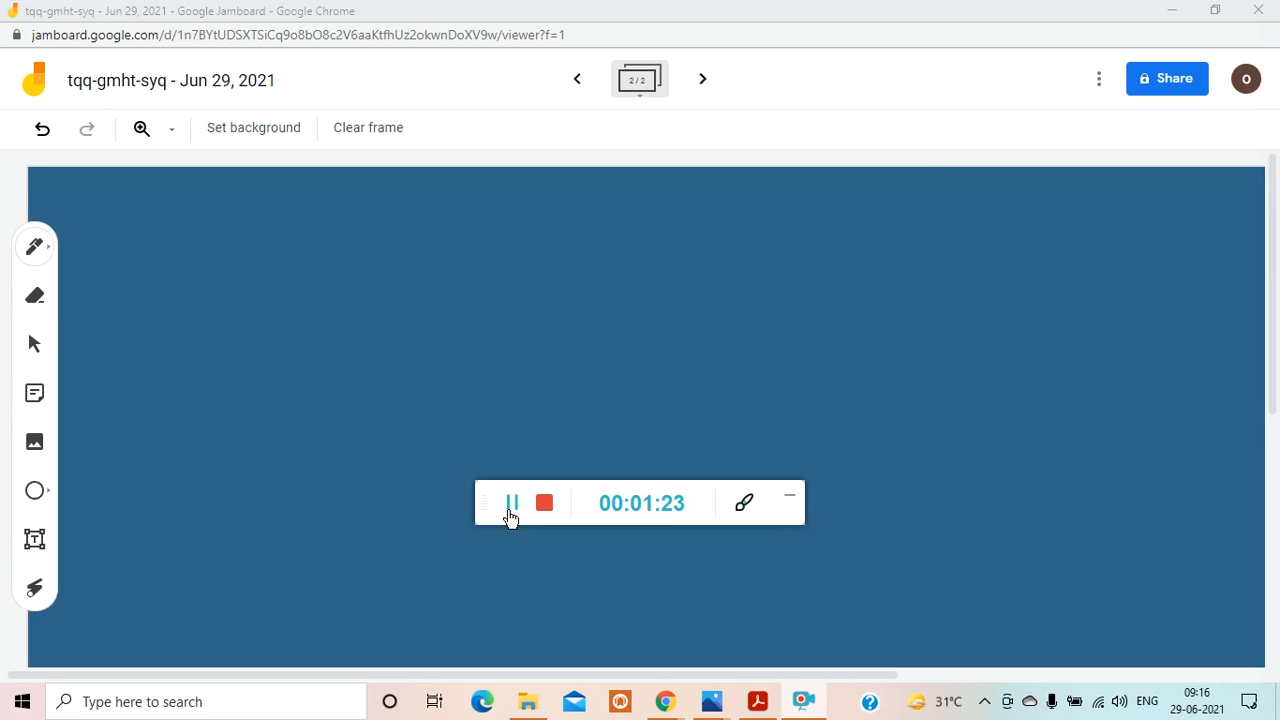 tqq-gmht-syq - Jun 29, 2021 - Google Jamboard - Google Chrome
jamboard.google.com/d/1n7BYtUDSXTSiCq9o8bO8c2V6aaKtfhUz2okwnDoXV9w/viewer?f=1
tqq-gmht-syq - Jun 29, 2021
2 / 2
Share
O
Set background
Clear frame
00:01:23
Type here to search
31°C
ENG
09:16
29-06-2021